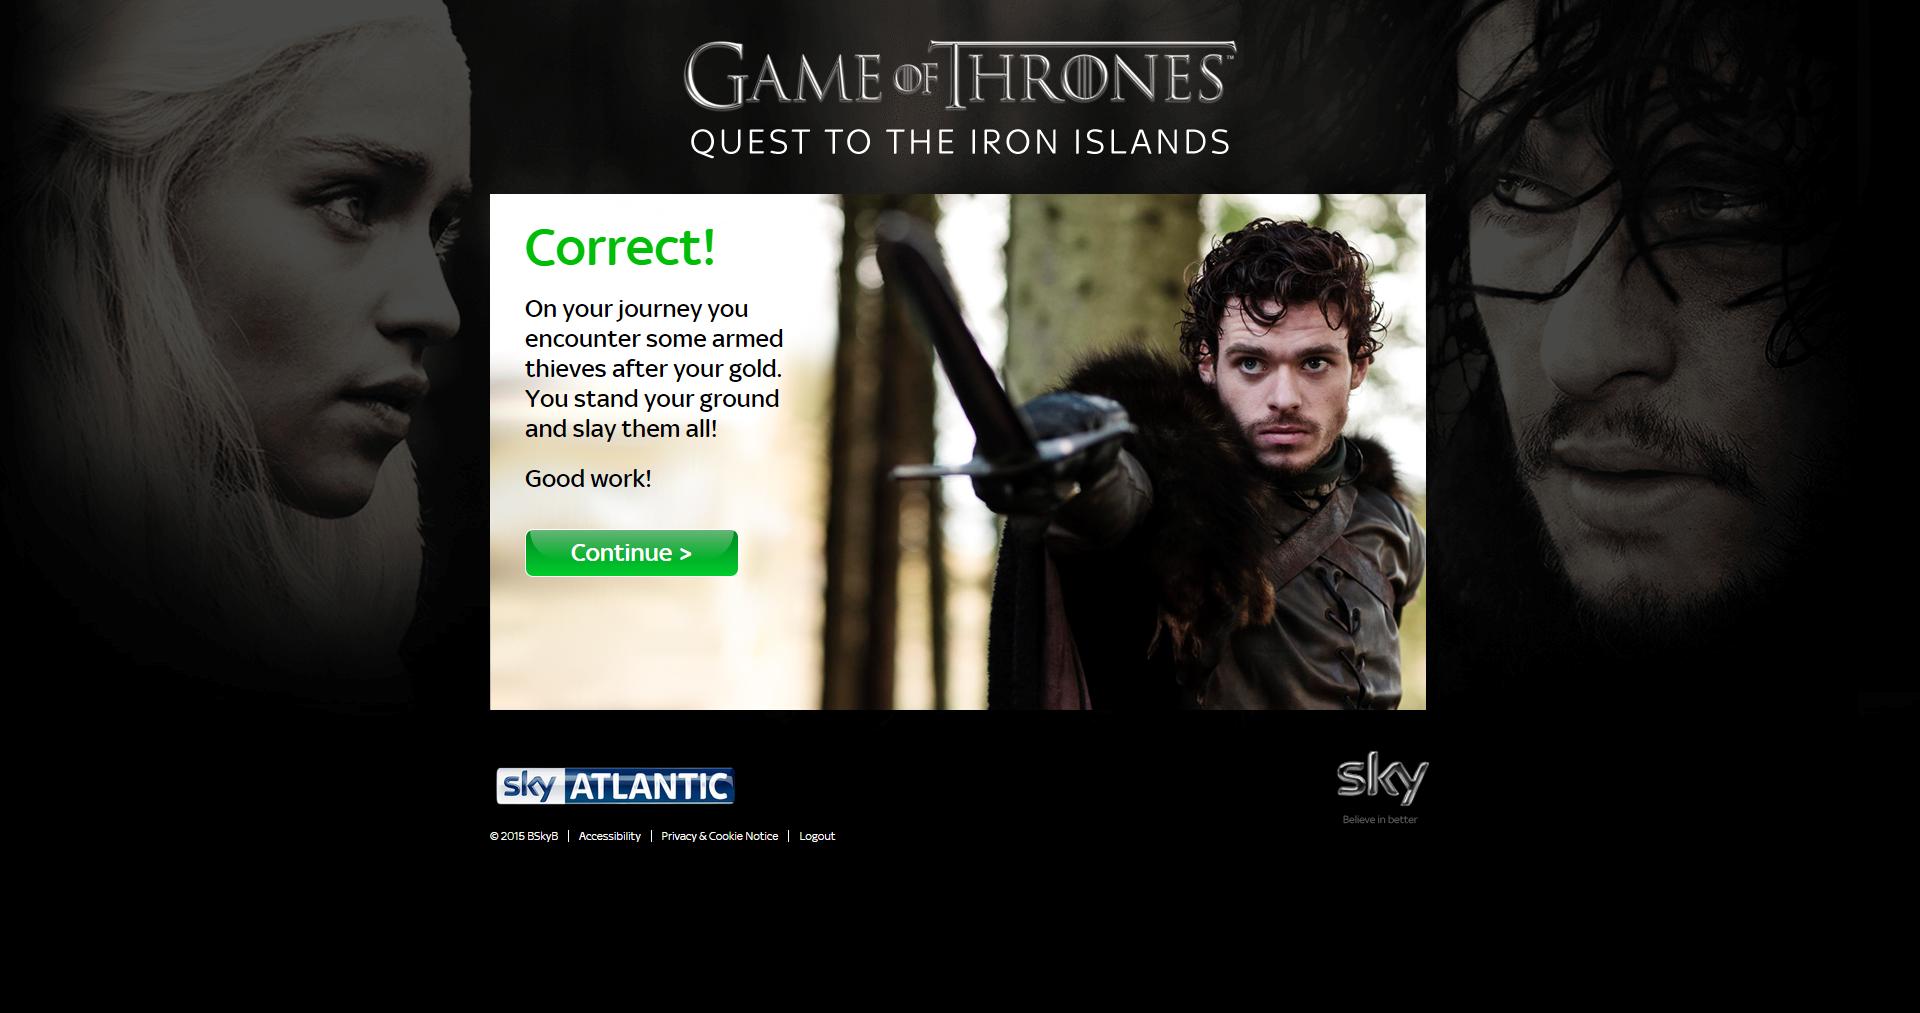 GAME OF THRONES™
QUEST TO THE IRON ISLANDS
Correct!
On your journey you
encounter some armed
thieves after your gold.
You stand your ground
and slay them all!
Good work!
Continue >
sky ATLANTIC
sky
Believe in better
© 2015 BSkyB | Accessibility | Privacy & Cookie Notice | Logout